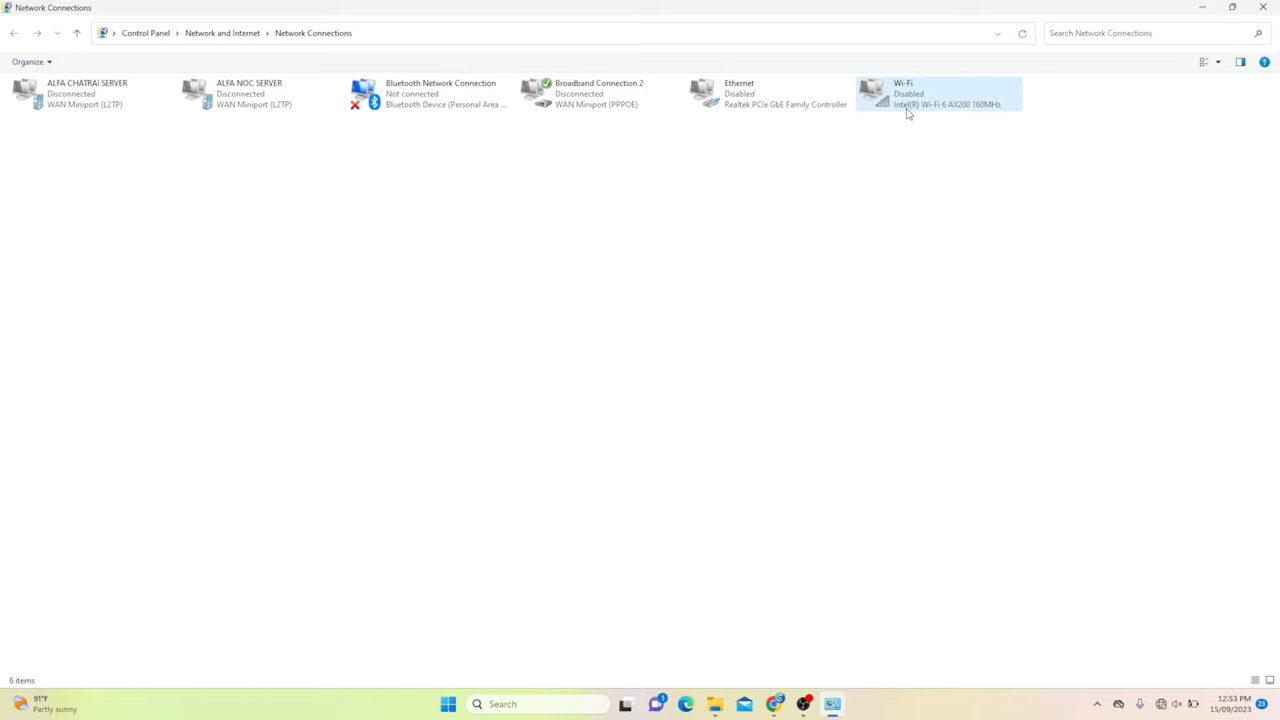 Network Connections
Control Panel > Network and Internet > Network Connections
Search Network Connections
Organize
ALFA CHATRAI SERVER
Disconnected
WAN Miniport (L2TP)
ALFA NOC SERVER
Disconnected
WAN Miniport (L2TP)
Bluetooth Network Connection
Not connected
Bluetooth Device (Personal Area ...
Broadband Connection 2
Disconnected
WAN Miniport (PPPOE)
Ethernet
Disabled
Realtek PCIe GbE Family Controller
Wi-Fi
Disabled
Intel(R) Wi-Fi 6 AX200 160MHz
6 items
91°F
Partly sunny
Search
1
12:53 PM
15/09/2023
23